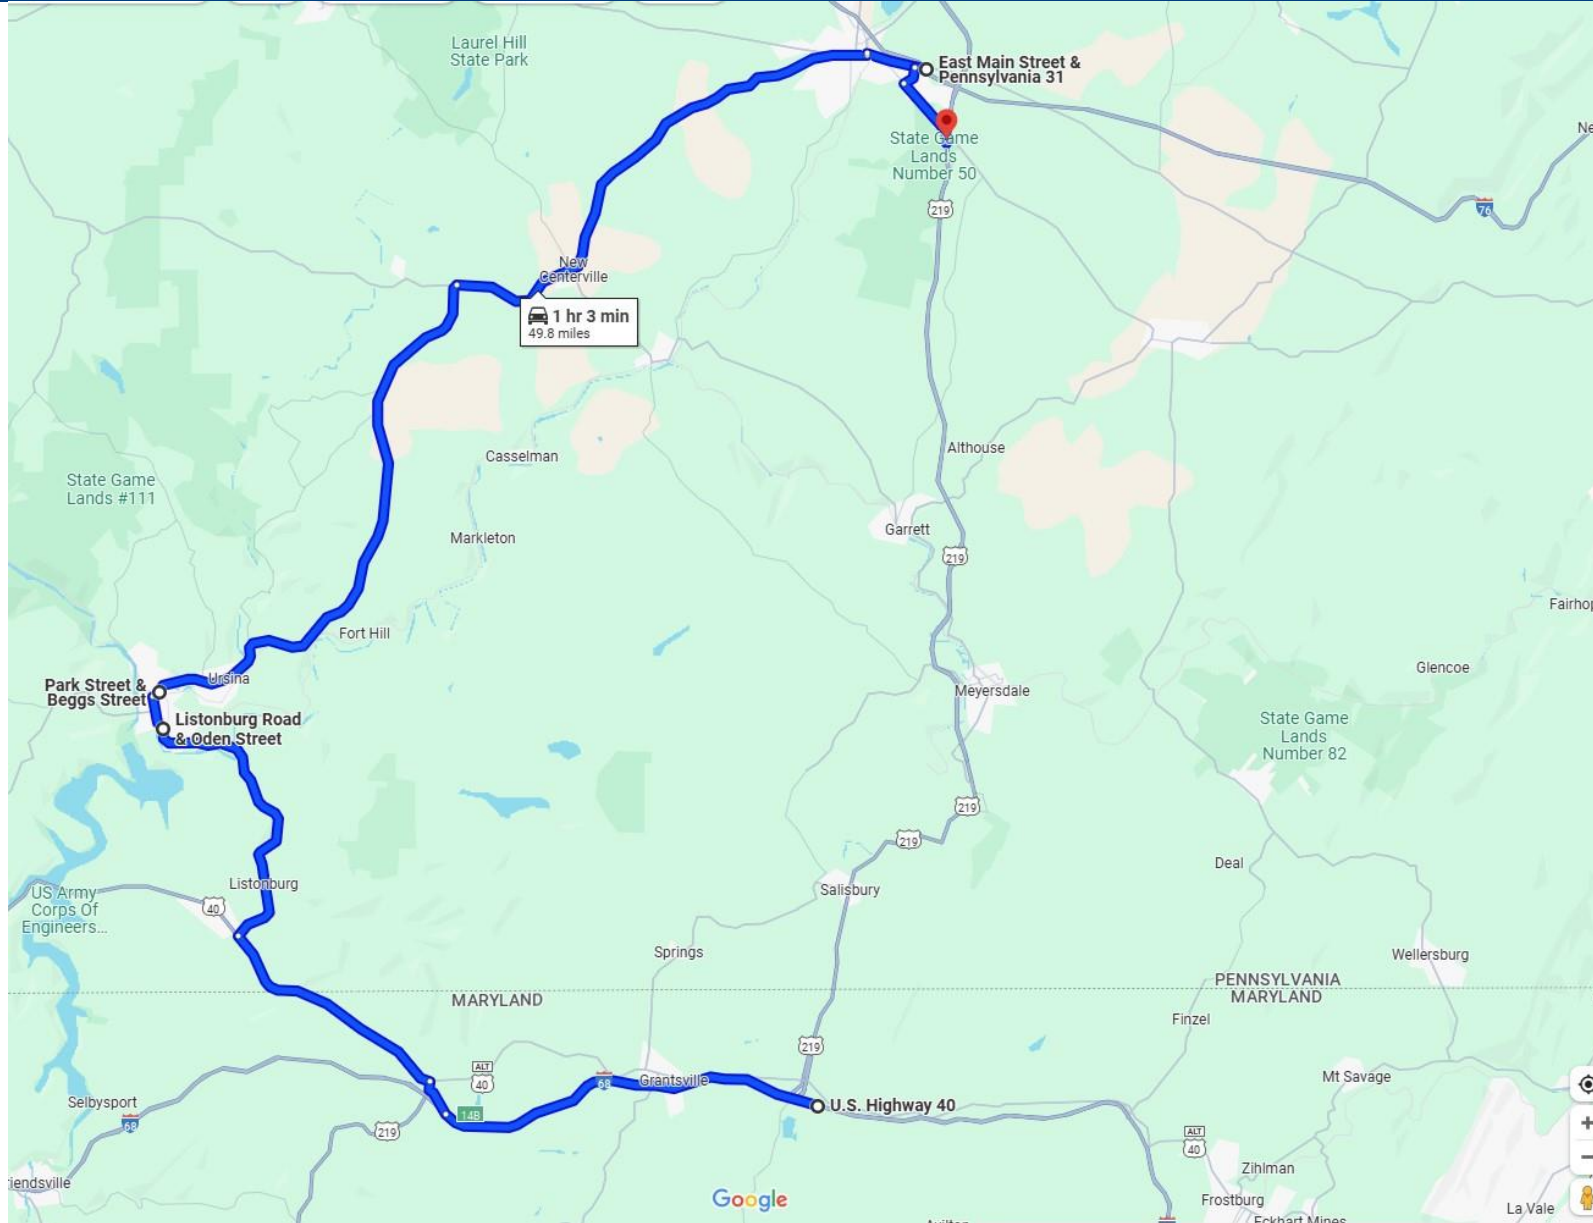 Laurel Hill
State Park
East Main Street &
Pennsylvania 31
State Game
Lands
Number 50
219
76
New
Centerville
1 hr 3 min
49.8 miles
Casselman
Althouse
State Game
Lands #111
Garrett
Markleton
219
Fort Hill
Glencoe
Ursina
Park Street &
Beggs Street
Meyersdale
Listonburg Road
& Oden Street
State Game
Lands
Number 82
219
219
Deal
Listonburg
Salisbury
US Army
Corps Of
Engineers...
40
Springs
Wellersburg
PENNSYLVANIA
MARYLAND
MARYLAND
Finzel
219
ALT
40
68
Grantsville
Mt Savage
Selbysport
U.S. Highway 40
14B
68
219
ALT
40
Zihlman
iendsville
Frostburg
Google
La Vale
Eckhart Mines